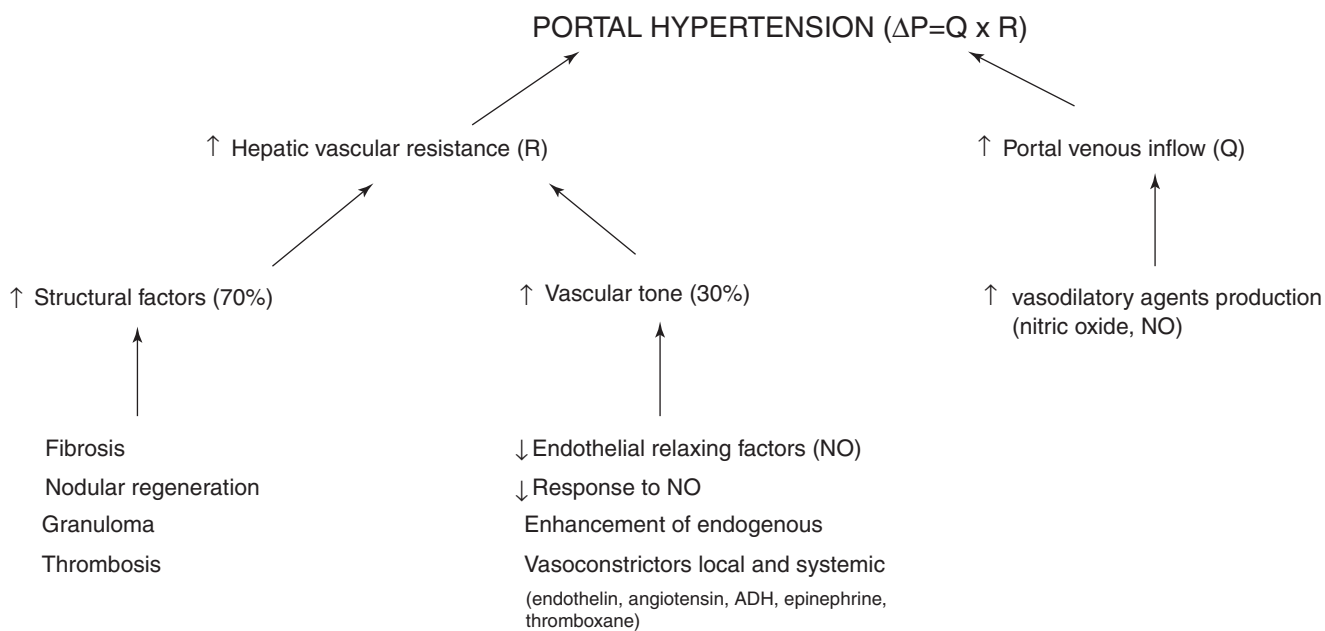 PORTAL HYPERTENSION (ΔP=Q x R)
↑ Hepatic vascular resistance (R)
↑ Portal venous inflow (Q)
↑ Structural factors (70%)
↑ Vascular tone (30%)
↑ vasodilatory agents production
(nitric oxide, NO)
Fibrosis
Nodular regeneration
Granuloma
Thrombosis
↓ Endothelial relaxing factors (NO)
↓ Response to NO
Enhancement of endogenous
Vasoconstrictors local and systemic
(endothelin, angiotensin, ADH, epinephrine,
thromboxane)